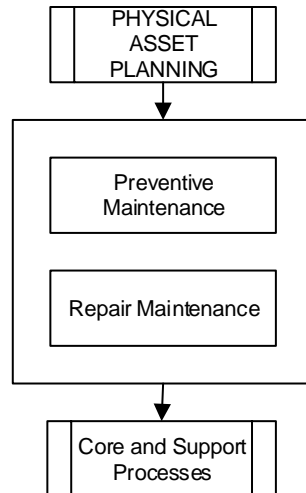 PHYSICAL
ASSET
PLANNING
Preventive
Maintenance
Repair Maintenance
Core and Support
Processes